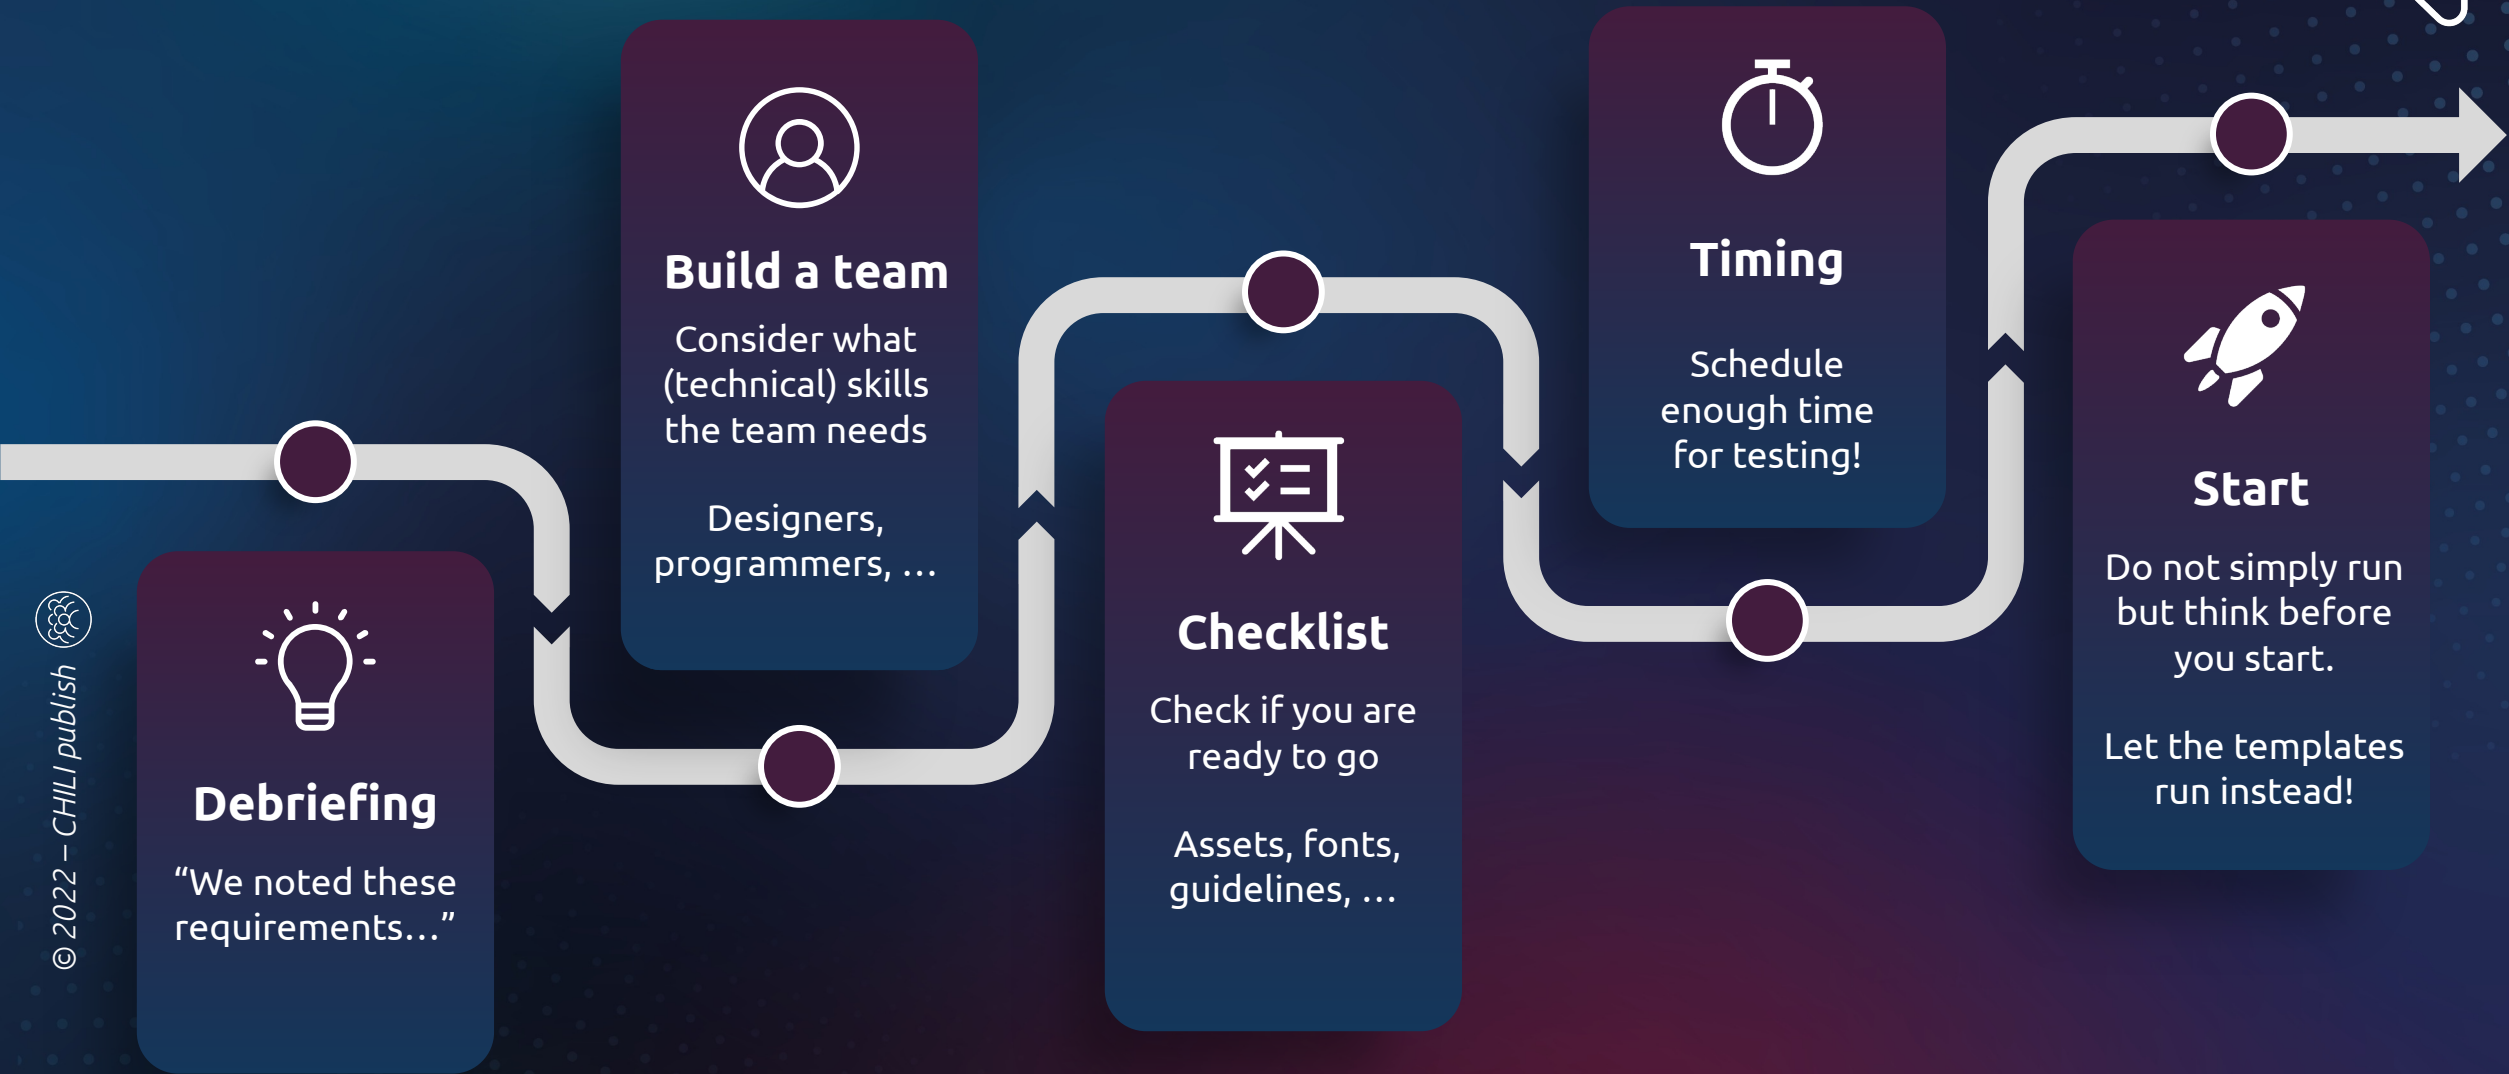 Debriefing
“We noted these
requirements…”
Build a team
Consider what
(technical) skills
the team needs
Designers,
programmers, …
Checklist
Check if you are
ready to go
Assets, fonts,
guidelines, …
Timing
Schedule
enough time
for testing!
Start
Do not simply run
but think before
you start.
Let the templates
run instead!
© 2022 – CHILI publish